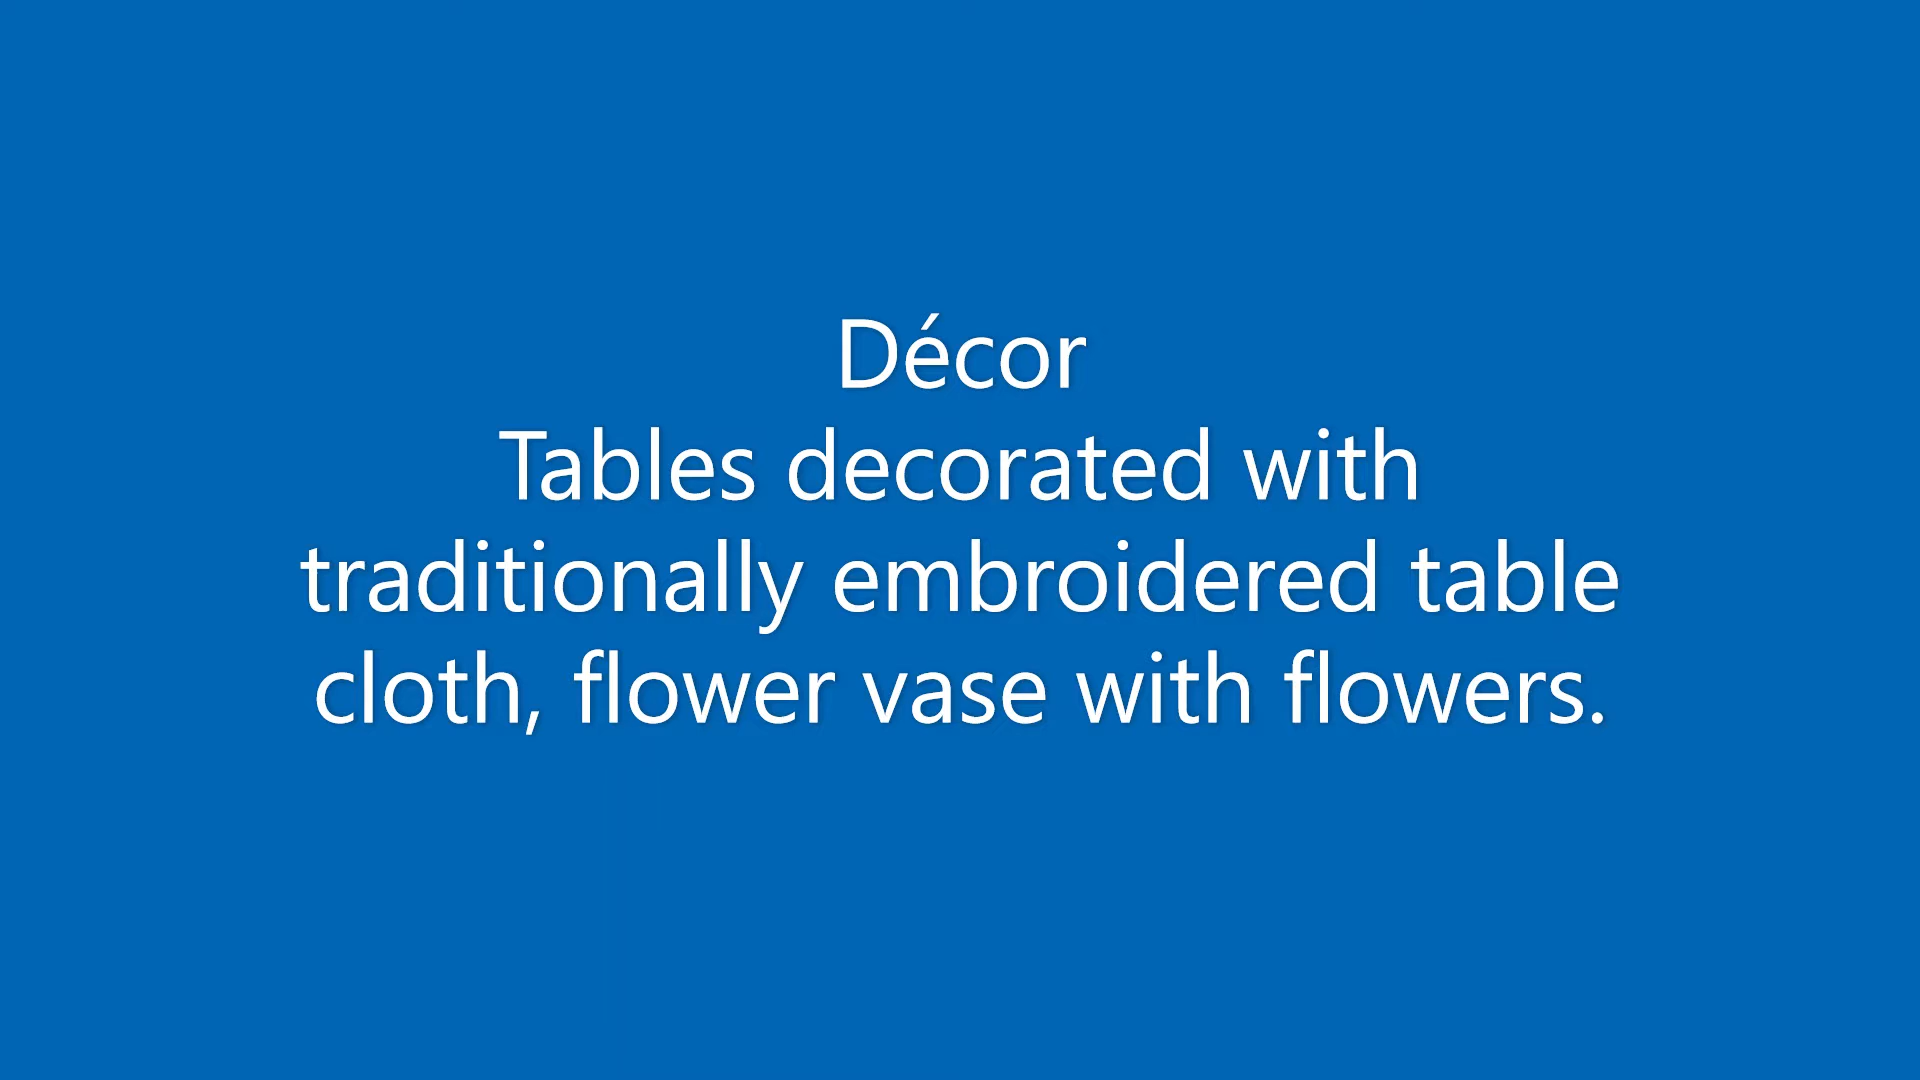 Décor
Tables decorated with
traditionally embroidered table
cloth, flower vase with flowers.